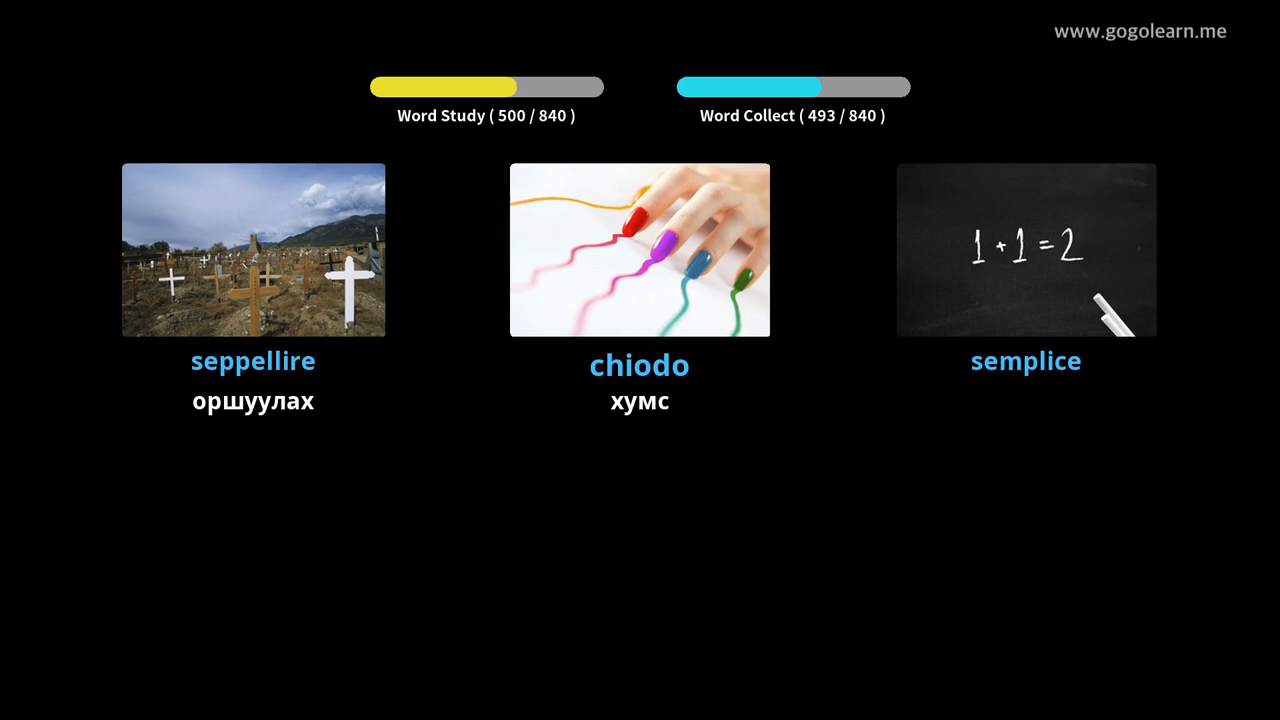 www.gogolearn.me
Word Study ( 500 / 840 )
Word Collect ( 493 / 840 )
1 + 1 = 2
seppellire
chiodo
semplice
оршуулах
хумс